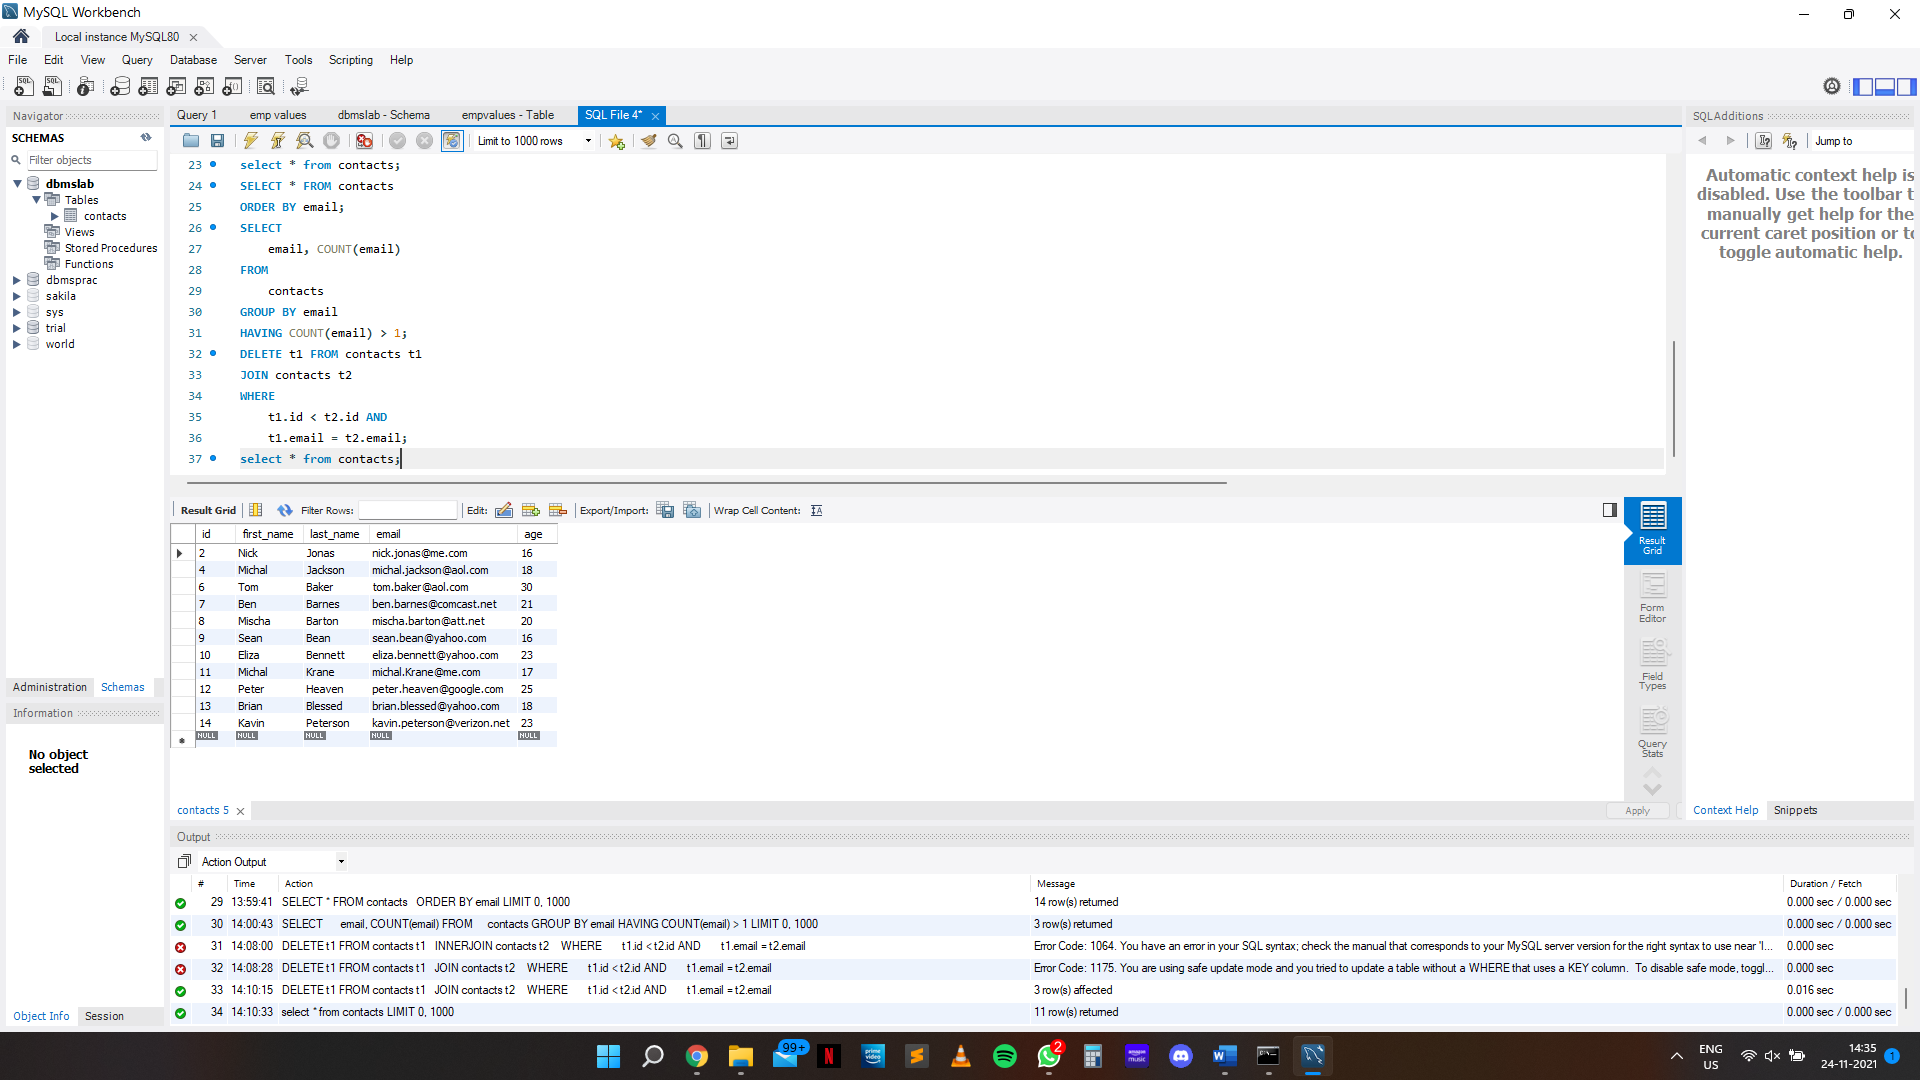 MySQL Workbench
Local instance MySQL80
File Edit View Query Database Server Tools Scripting Help
Navigator
SCHEMAS
Filter objects
dbmslab
Tables
contacts
Views
Stored Procedures
Functions
dbmsprac
sakila
sys
trial
world
Administration Schemas
Information
No object
selected
Object Info Session
Query 1 emp values dbmslab - Schema empvalues - Table SQL File 4*
Limit to 1000 rows
23 select * from contacts;
24 SELECT * FROM contacts
25 ORDER BY email;
26 SELECT
27 email, COUNT(email)
28 FROM
29 contacts
30 GROUP BY email
31 HAVING COUNT(email) > 1;
32 DELETE t1 FROM contacts t1
33 JOIN contacts t2
34 WHERE
35 t1.id < t2.id AND
36 t1.email = t2.email;
37 select * from contacts;
Result Grid Filter Rows: Edit: Export/Import: Wrap Cell Content:
id first_name last_name email age
2 Nick Jonas nick.jonas@me.com 16
4 Michal Jackson michal.jackson@aol.com 18
6 Tom Baker tom.baker@aol.com 30
7 Ben Barnes ben.barnes@comcast.net 21
8 Mischa Barton mischa.barton@att.net 20
9 Sean Bean sean.bean@yahoo.com 16
10 Eliza Bennett eliza.bennett@yahoo.com 23
11 Michal Krane michal.Krane@me.com 17
12 Peter Heaven peter.heaven@google.com 25
13 Brian Blessed brian.blessed@yahoo.com 18
14 Kavin Peterson kavin.peterson@verizon.net 23
NULL NULL NULL NULL NULL
Result
Grid
Form
Editor
Field
Types
Query
Stats
contacts 5
Apply
SQLAdditions
Jump to
Automatic context help is
disabled. Use the toolbar t
manually get help for the
current caret position or to
toggle automatic help.
Context Help Snippets
Output
Action Output
# Time Action Message Duration / Fetch
29 13:59:41 SELECT * FROM contacts ORDER BY email LIMIT 0, 1000 14 row(s) returned 0.000 sec / 0.000 sec
30 14:00:43 SELECT email, COUNT(email) FROM contacts GROUP BY email HAVING COUNT(email) > 1 LIMIT 0, 1000 3 row(s) returned 0.000 sec / 0.000 sec
31 14:08:00 DELETE t1 FROM contacts t1 INNERJOIN contacts t2 WHERE t1.id < t2.id AND t1.email = t2.email Error Code: 1064. You have an error in your SQL syntax; check the manual that corresponds to your MySQL server version for the right syntax to use near 'I... 0.000 sec
32 14:08:28 DELETE t1 FROM contacts t1 JOIN contacts t2 WHERE t1.id < t2.id AND t1.email = t2.email Error Code: 1175. You are using safe update mode and you tried to update a table without a WHERE that uses a KEY column. To disable safe mode, toggl... 0.000 sec
33 14:10:15 DELETE t1 FROM contacts t1 JOIN contacts t2 WHERE t1.id < t2.id AND t1.email = t2.email 3 row(s) affected 0.016 sec
34 14:10:33 select * from contacts LIMIT 0, 1000 11 row(s) returned 0.000 sec / 0.000 sec
99+
N
prime video
2
amazon music
ENG
US
14:35
24-11-2021
1